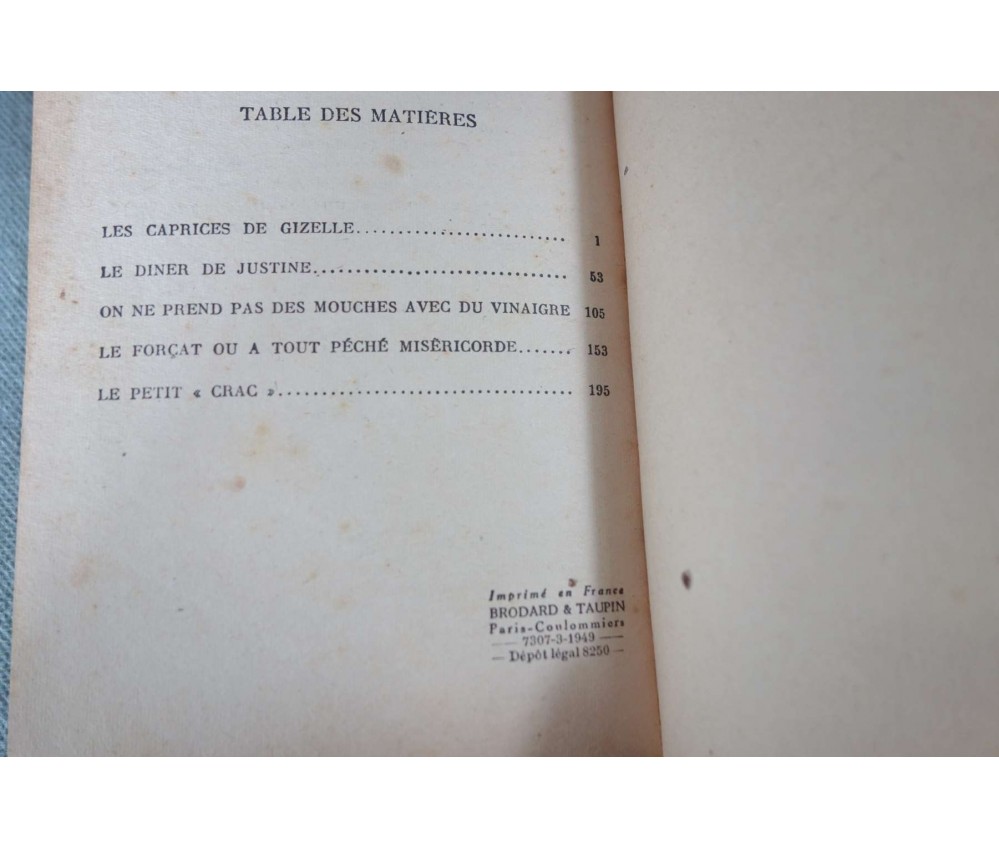 TABLE DES MATIÈRES
LES CAPRICES DE GIZELLE.............................. 1
LE DINER DE JUSTINE.................................... 53
ON NE PREND PAS DES MOUCHES AVEC DU VINAIGRE 105
LE FORÇAT OU A TOUT PÉCHÉ MISÉRICORDE....... 153
LE PETIT « CRAC »...................................... 195
Imprimé en France
BRODARD & TAUPIN
Paris-Coulommiers
— 7307-3-1949 —
— Dépôt légal 8250 —